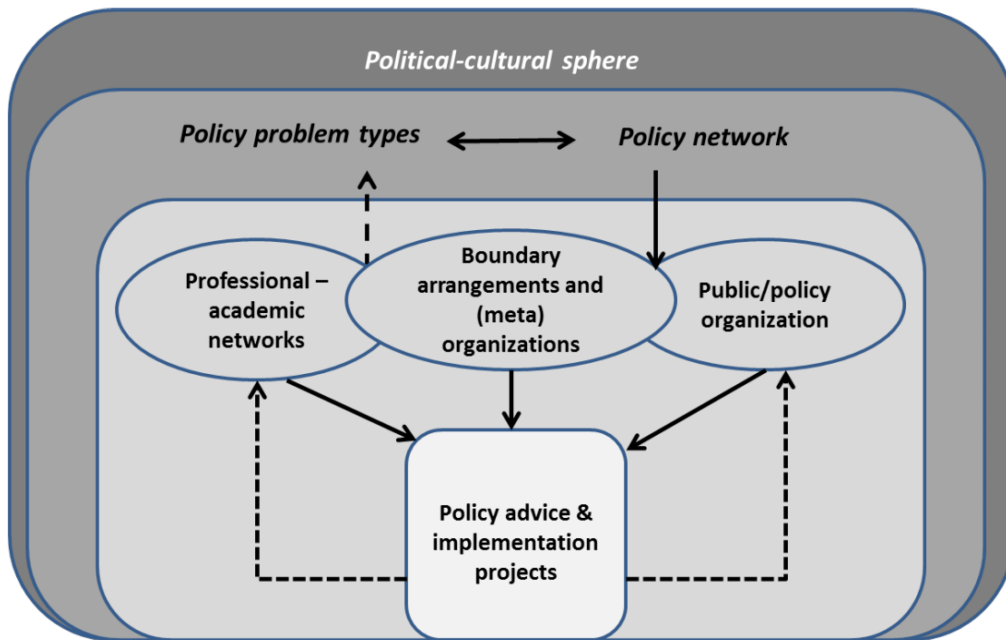 Political-cultural sphere
Policy problem types
Policy network
Professional –
academic
networks
Boundary
arrangements and
(meta)
organizations
Public/policy
organization
Policy advice &
implementation
projects